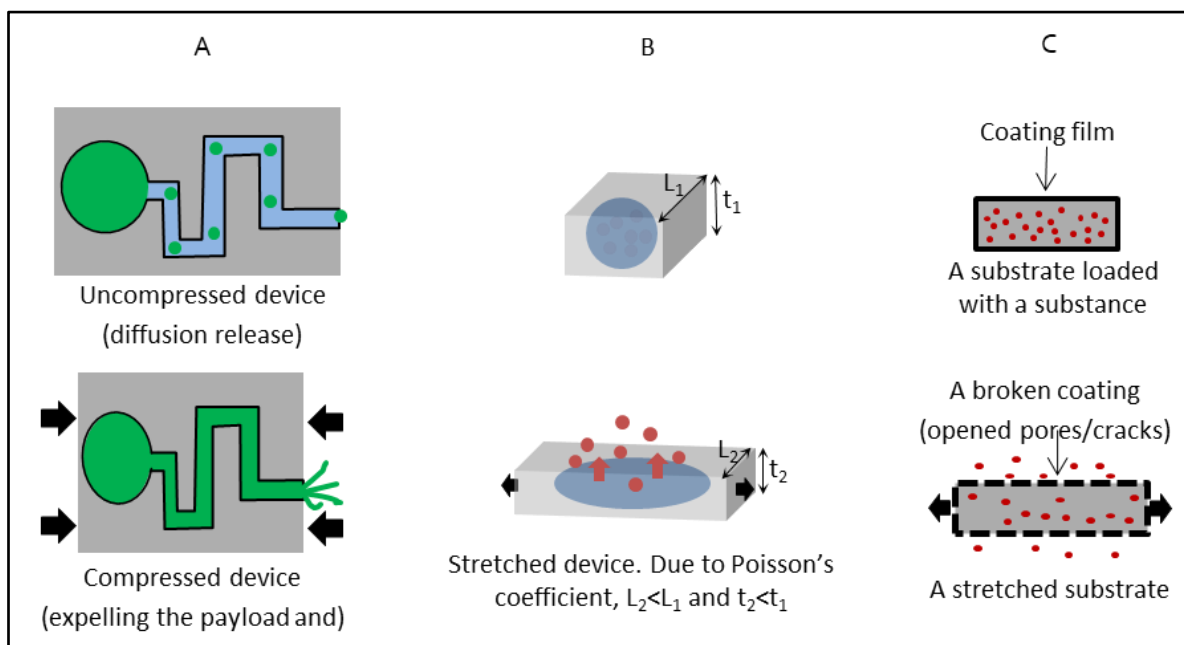 A
Uncompressed device
(diffusion release)
Compressed device
(expelling the payload and)
B
L₁
t₁
L₂
t₂
Stretched device. Due to Poisson’s
coefficient, L₂<L₁ and t₂<t₁
C
Coating film
A substrate loaded
with a substance
A broken coating
(opened pores/cracks)
A stretched substrate